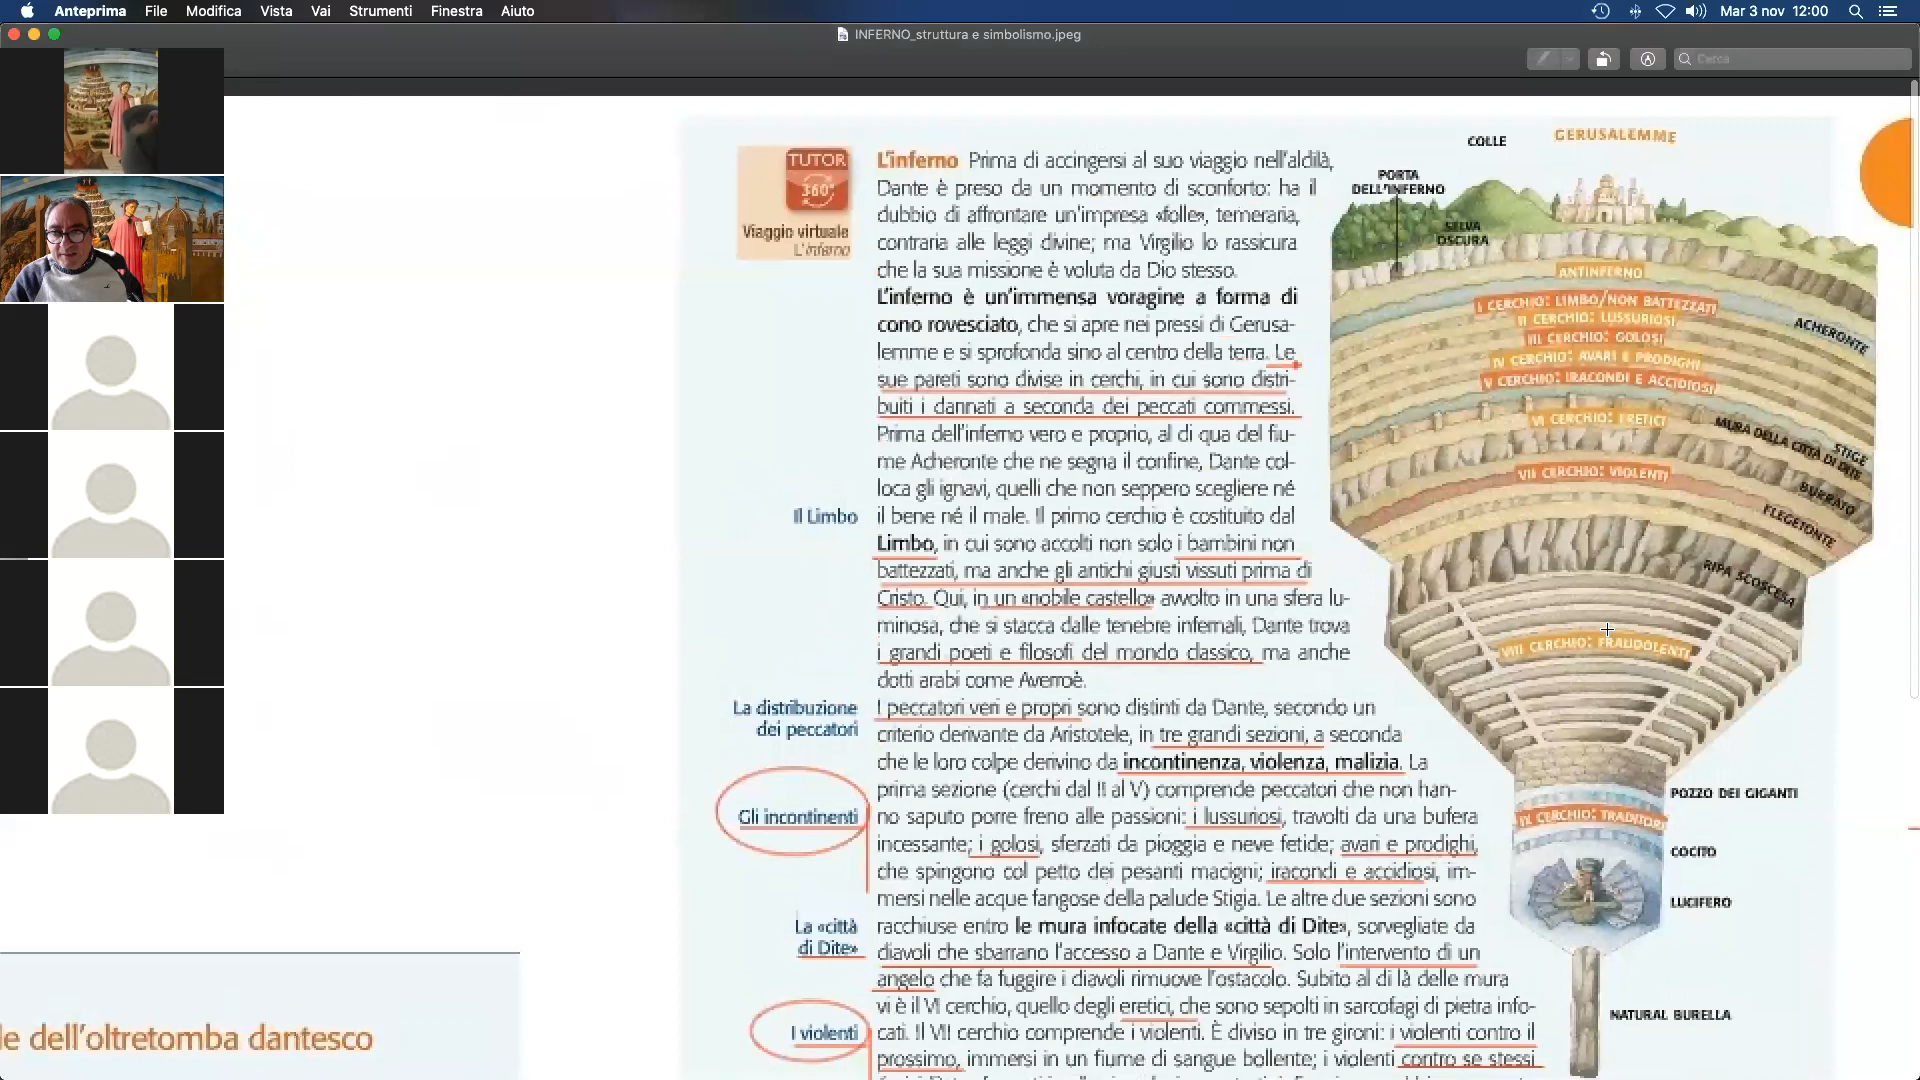 Anteprima File Modifica Vista Vai Strumenti Finestra Aiuto
Mar 3 nov 12:00
INFERNO_struttura e simbolismo.jpeg
Cerca
TUTOR
360°
Viaggio virtuale
L'inferno
L'inferno Prima di accingersi al suo viaggio nell'aldilà,
Dante è preso da un momento di sconforto: ha il
dubbio di affrontare un'impresa «folle», temeraria,
contraria alle leggi divine; ma Virgilio lo rassicura
che la sua missione è voluta da Dio stesso.
L'inferno è un'immensa voragine a forma di
cono rovesciato, che si apre nei pressi di Gerusa-
lemme e si sprofonda sino al centro della terra. Le
sue pareti sono divise in cerchi, in cui sono distri-
buiti i dannati a seconda dei peccati commessi.
Prima dell'inferno vero e proprio, al di qua del fiu-
me Acheronte che ne segna il confine, Dante col-
loca gli ignavi, quelli che non seppero scegliere né
Il Limbo
il bene né il male. Il primo cerchio è costituito dal
Limbo, in cui sono accolti non solo i bambini non
battezzati, ma anche gli antichi giusti vissuti prima di
Cristo. Qui, in un «nobile castello» avvolto in una sfera lu-
minosa, che si stacca dalle tenebre infernali, Dante trova
i grandi poeti e filosofi del mondo classico, ma anche
dotti arabi come Averroè.
La distribuzione
dei peccatori
I peccatori veri e propri sono distinti da Dante, secondo un
criterio derivante da Aristotele, in tre grandi sezioni, a seconda
che le loro colpe derivino da incontinenza, violenza, malizia. La
prima sezione (cerchi dal II al V) comprende peccatori che non han-
Gli incontinenti
no saputo porre freno alle passioni: i lussuriosi, travolti da una bufera
incessante; i golosi, sferzati da pioggia e neve fetide; avari e prodighi,
che spingono col petto dei pesanti macigni; iracondi e accidiosi, im-
mersi nelle acque fangose della palude Stigia. Le altre due sezioni sono
La «città
di Dite»
racchiuse entro le mura infocate della «città di Dite», sorvegliate da
diavoli che sbarrano l'accesso a Dante e Virgilio. Solo l'intervento di un
angelo che fa fuggire i diavoli rimuove l'ostacolo. Subito al di là delle mura
vi è il VI cerchio, quello degli eretici, che sono sepolti in sarcofagi di pietra info-
I violenti
cati. Il VII cerchio comprende i violenti. È diviso in tre gironi: i violenti contro il
prossimo, immersi in un fiume di sangue bollente; i violenti contro se stessi
COLLE
GERUSALEMME
PORTA
DELL'INFERNO
SELVA
OSCURA
ANTINFERNO
I CERCHIO: LIMBO/NON BATTEZZATI
II CERCHIO: LUSSURIOSI
III CERCHIO: GOLOSI
IV CERCHIO: AVARI E PRODIGHI
V CERCHIO: IRACONDI E ACCIDIOSI
ACHERONTE
VI CERCHIO: ERETICI
STIGE
MURA DELLA CITTÀ DI DITE
VII CERCHIO: VIOLENTI
BURRATO
FLEGETONTE
RIPA SCOSCESA
VIII CERCHIO: FRAUDOLENTI
POZZO DEI GIGANTI
IX CERCHIO: TRADITORI
COCITO
LUCIFERO
NATURAL BURELLA
le dell'oltretomba dantesco